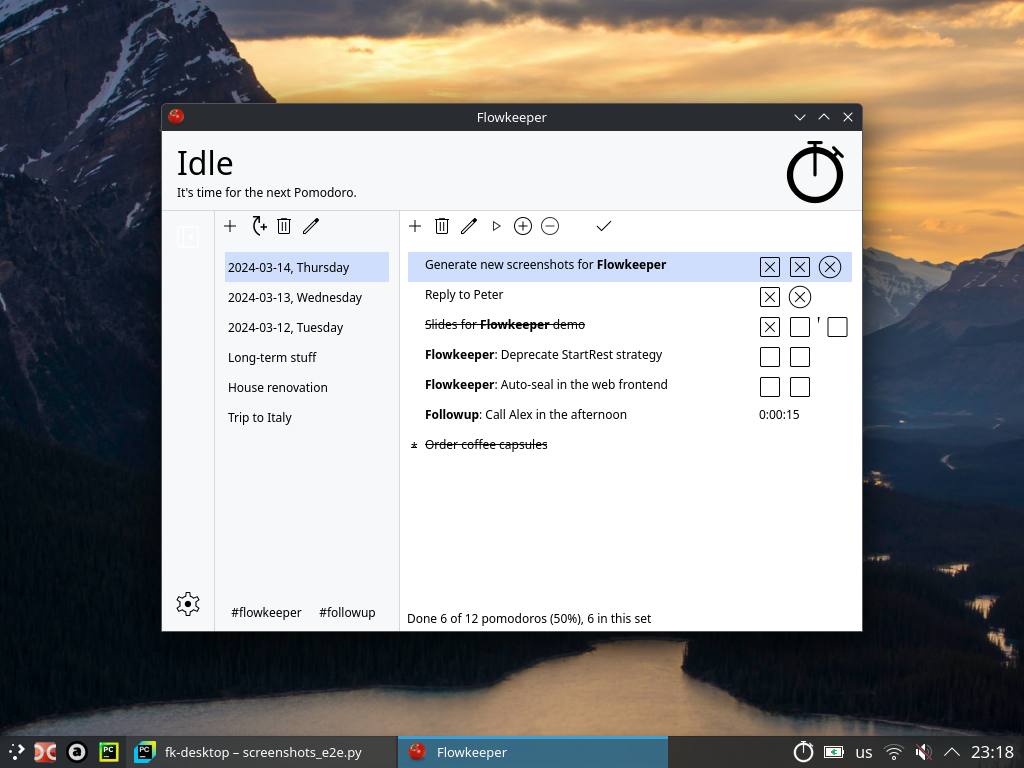 Flowkeeper
Idle
It's time for the next Pomodoro.
2024-03-14, Thursday
2024-03-13, Wednesday
2024-03-12, Tuesday
Long-term stuff
House renovation
Trip to Italy
#flowkeeper #followup
Generate new screenshots for Flowkeeper
Reply to Peter
Slides for Flowkeeper demo
Flowkeeper: Deprecate StartRest strategy
Flowkeeper: Auto-seal in the web frontend
Followup: Call Alex in the afternoon 0:00:15
Order coffee capsules
Done 6 of 12 pomodoros (50%), 6 in this set
a PC PC fk-desktop – screenshots_e2e.py Flowkeeper us 23:18